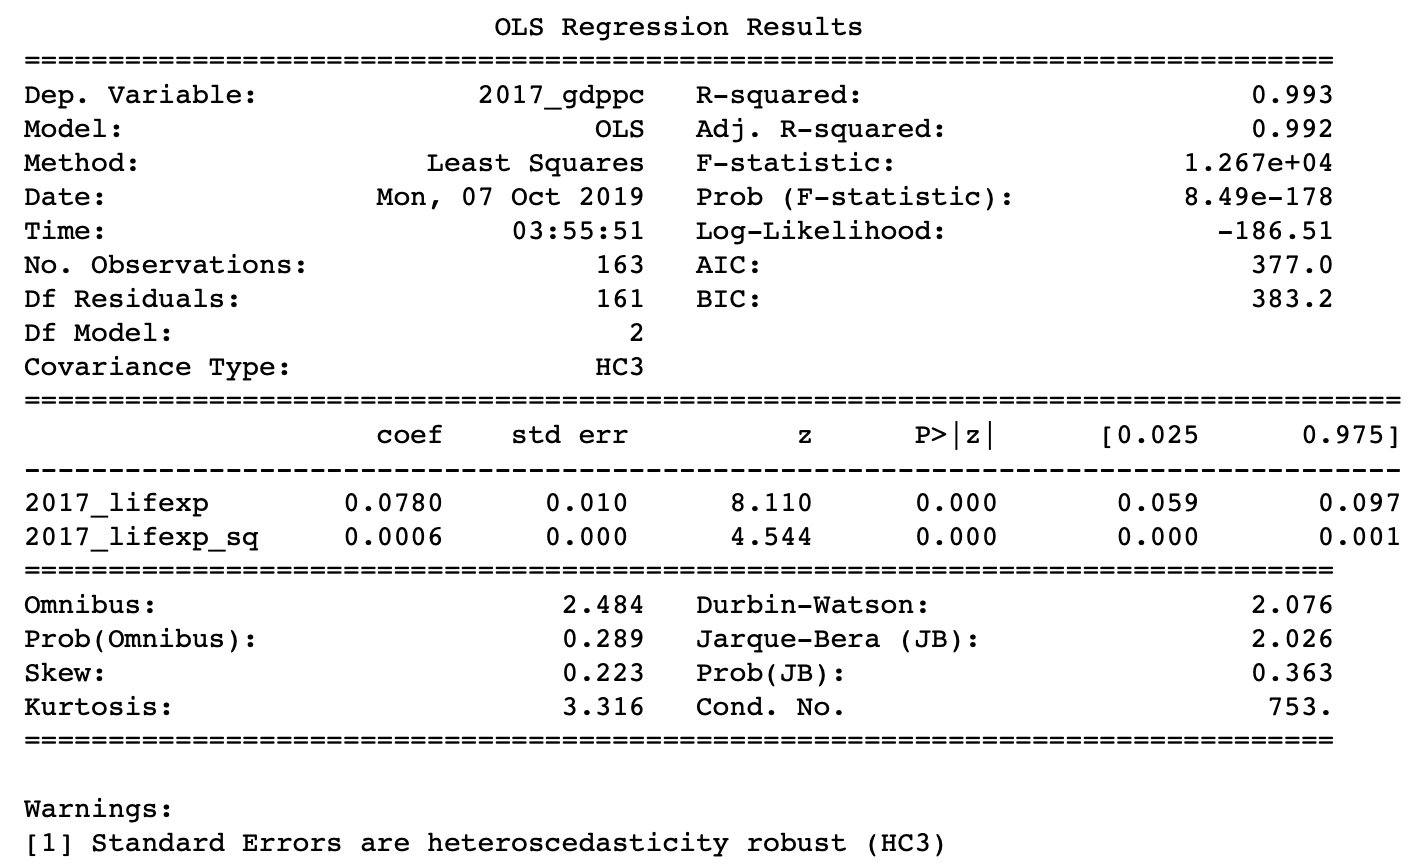 OLS Regression Results
==============================================================================
Dep. Variable:             2017_gdppc   R-squared:                       0.993
Model:                            OLS   Adj. R-squared:                  0.992
Method:                 Least Squares   F-statistic:                 1.267e+04
Date:                Mon, 07 Oct 2019   Prob (F-statistic):          8.49e-178
Time:                        03:55:51   Log-Likelihood:                -186.51
No. Observations:                 163   AIC:                             377.0
Df Residuals:                     161   BIC:                             383.2
Df Model:                           2
Covariance Type:                  HC3
==================================================================================
                     coef    std err          z      P>|z|      [0.025      0.975]
----------------------------------------------------------------------------------
2017_lifexp        0.0780      0.010      8.110      0.000       0.059       0.097
2017_lifexp_sq     0.0006      0.000      4.544      0.000       0.000       0.001
==============================================================================
Omnibus:                        2.484   Durbin-Watson:                   2.076
Prob(Omnibus):                  0.289   Jarque-Bera (JB):                2.026
Skew:                           0.223   Prob(JB):                        0.363
Kurtosis:                       3.316   Cond. No.                         753.
==============================================================================
Warnings:
[1] Standard Errors are heteroscedasticity robust (HC3)